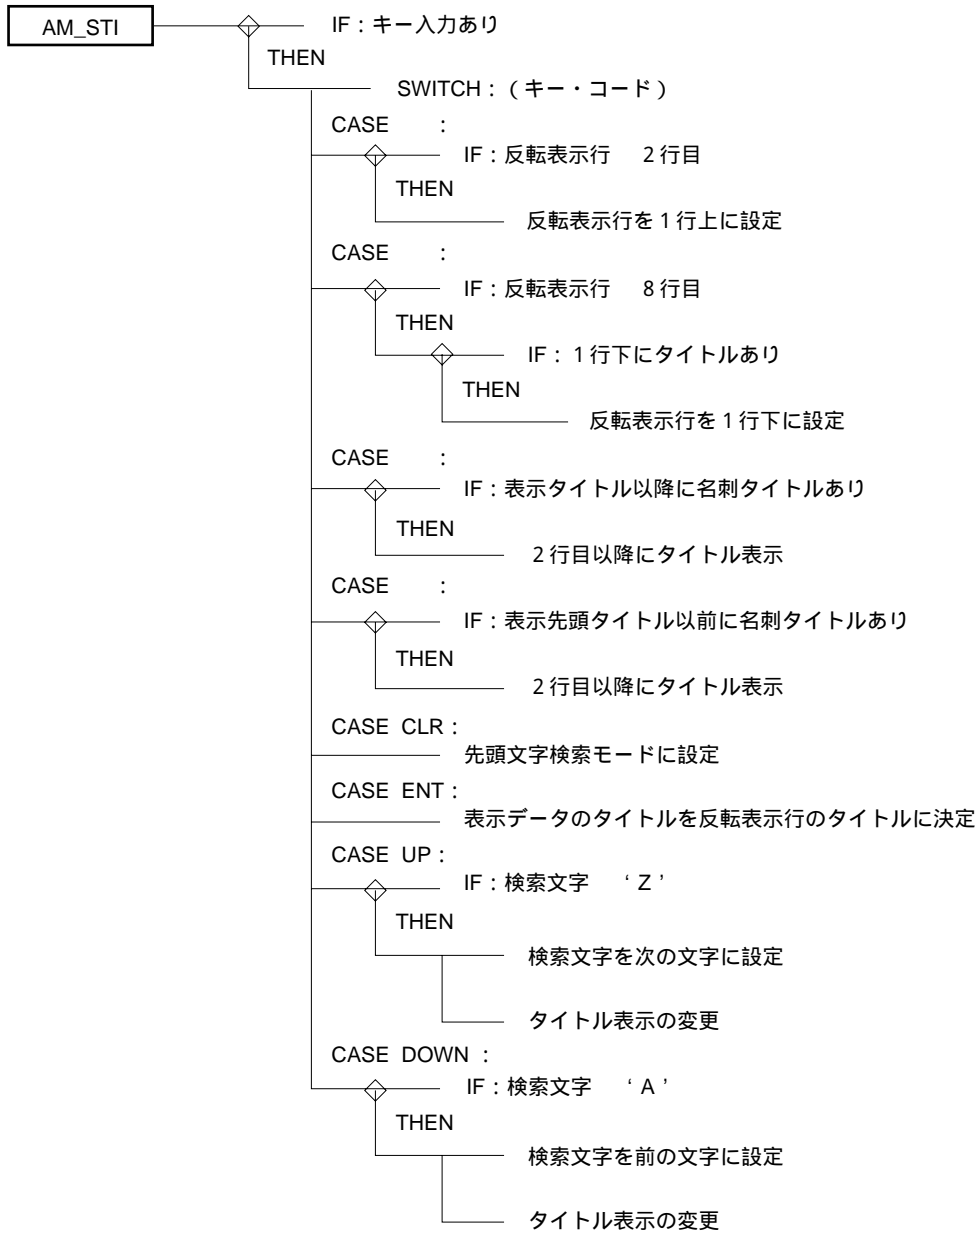 AM_STI
IF：キー入力あり
THEN
SWITCH：（キー・コード）
CASE ：
IF：反転表示行 2行目
THEN
反転表示行を1行上に設定
CASE ：
IF：反転表示行 8行目
THEN
IF：1行下にタイトルあり
THEN
反転表示行を1行下に設定
CASE ：
IF：表示タイトル以降に名刺タイトルあり
THEN
2行目以降にタイトル表示
CASE ：
IF：表示先頭タイトル以前に名刺タイトルあり
THEN
2行目以降にタイトル表示
CASE CLR：
先頭文字検索モードに設定
CASE ENT：
表示データのタイトルを反転表示行のタイトルに決定
CASE UP：
IF：検索文字 ‘Z’
THEN
検索文字を次の文字に設定
タイトル表示の変更
CASE DOWN：
IF：検索文字 ‘A’
THEN
検索文字を前の文字に設定
タイトル表示の変更